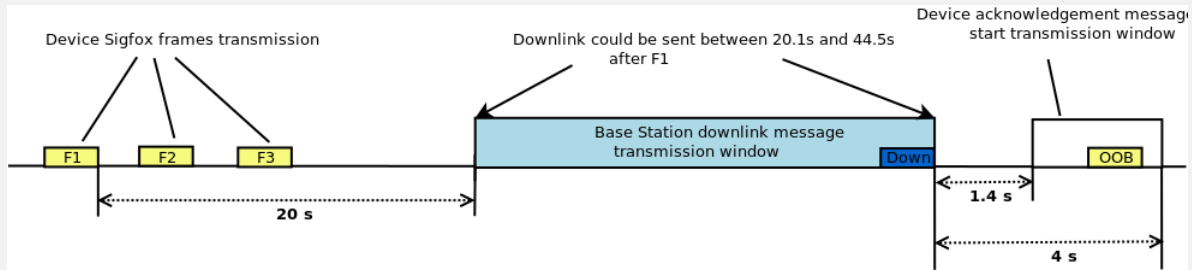 Device acknowledgement message
start transmission window
Device Sigfox frames transmission
Downlink could be sent between 20.1s and 44.5s
after F1
Base Station downlink message
transmission window
F1
F2
F3
Down
OOB
20 s
1.4 s
4 s